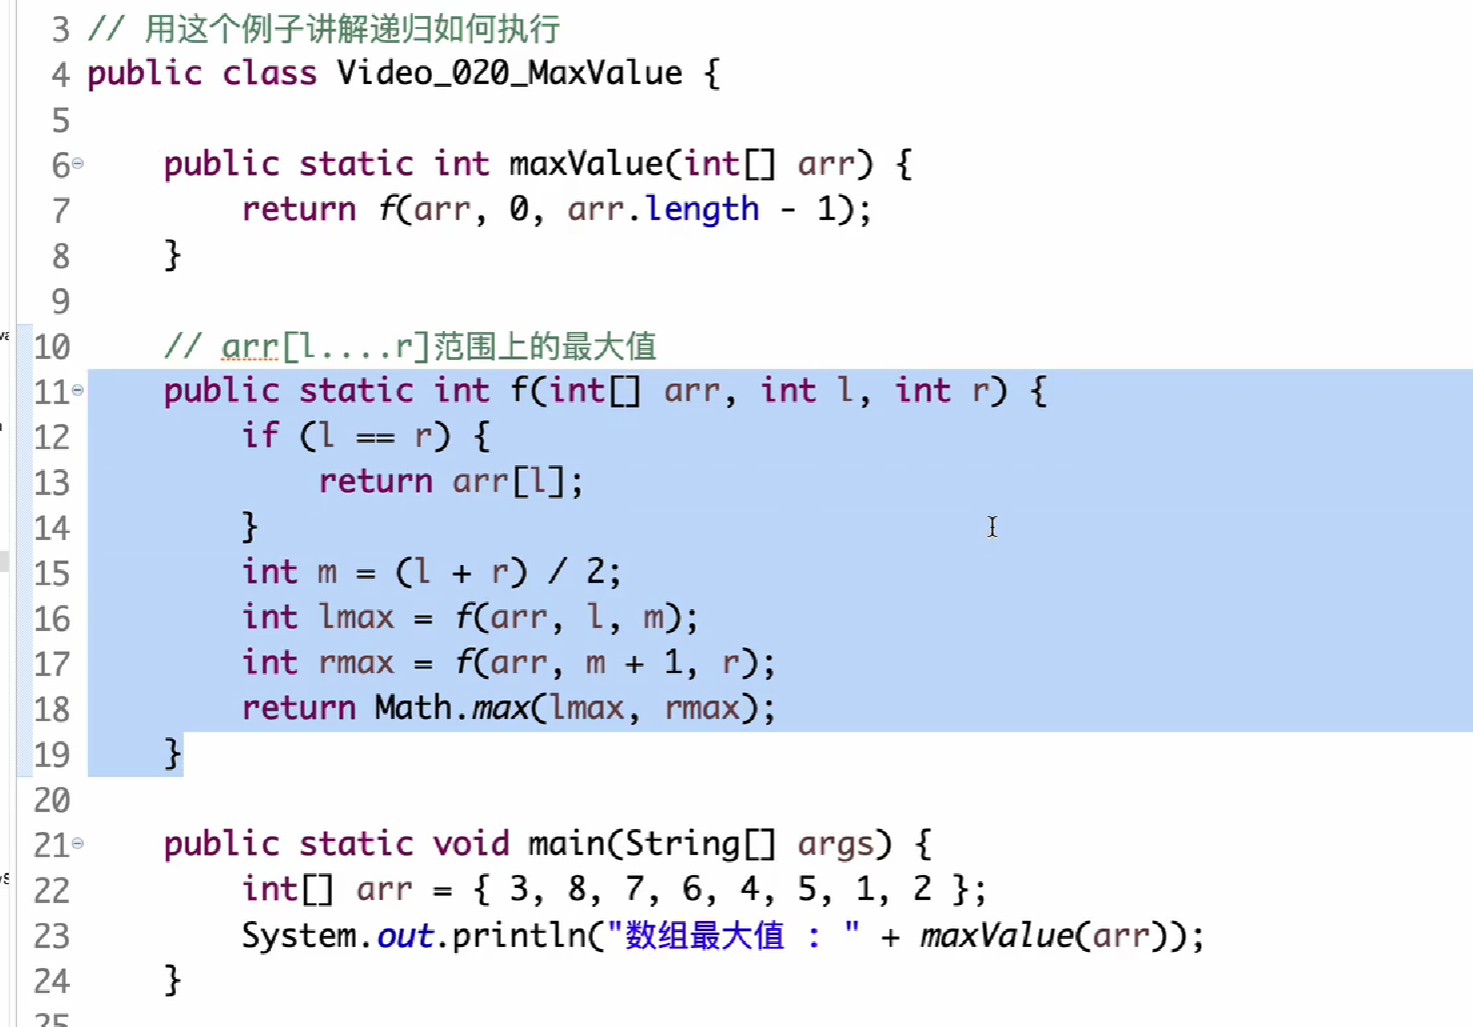 3 // 用这个例子讲解递归如何执行
4 public class Video_020_MaxValue {
5
6 public static int maxValue(int[] arr) {
7 return f(arr, 0, arr.length - 1);
8 }
9
10 // arr[l....r]范围上的最大值
11 public static int f(int[] arr, int l, int r) {
12 if (l == r) {
13 return arr[l];
14 }
15 int m = (l + r) / 2;
16 int lmax = f(arr, l, m);
17 int rmax = f(arr, m + 1, r);
18 return Math.max(lmax, rmax);
19 }
20
21 public static void main(String[] args) {
22 int[] arr = { 3, 8, 7, 6, 4, 5, 1, 2 };
23 System.out.println("数组最大值 : " + maxValue(arr));
24 }
25